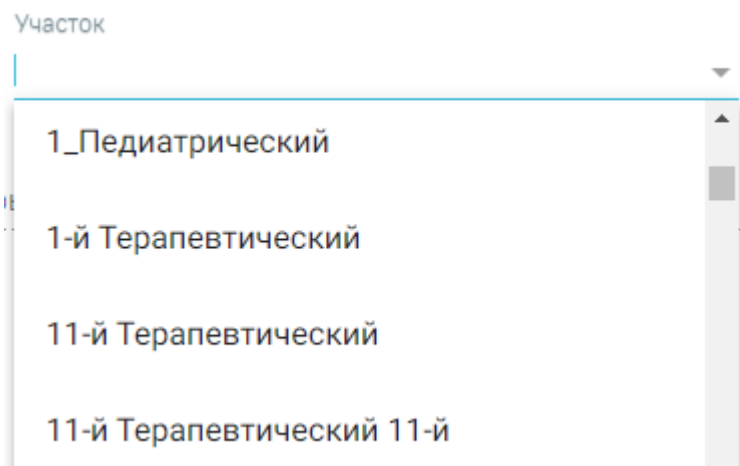 Участок
1_Педиатрический
1-й Терапевтический
11-й Терапевтический
11-й Терапевтический 11-й